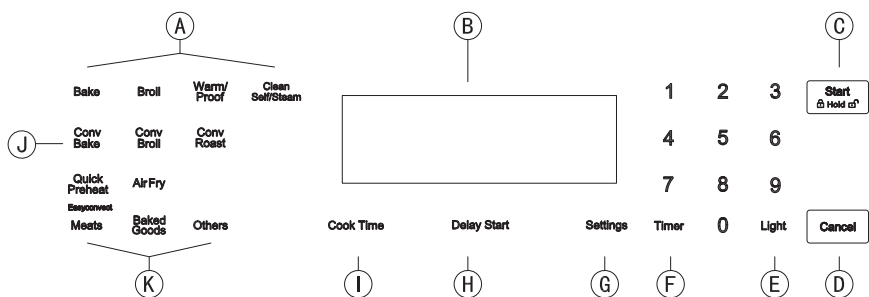 A
B
C
Bake Broil Warm/ Clean
Proof Self/Steam
1 2 3
Start
Hold
J
Conv Conv Conv
Bake Broil Roast
4 5 6
Quick Air Fry
Preheat
7 8 9
Easyconvect
Meats Baked Others
Goods
Cook Time Delay Start Settings Timer 0 Light Cancel
K
I
H
G
F
E
D